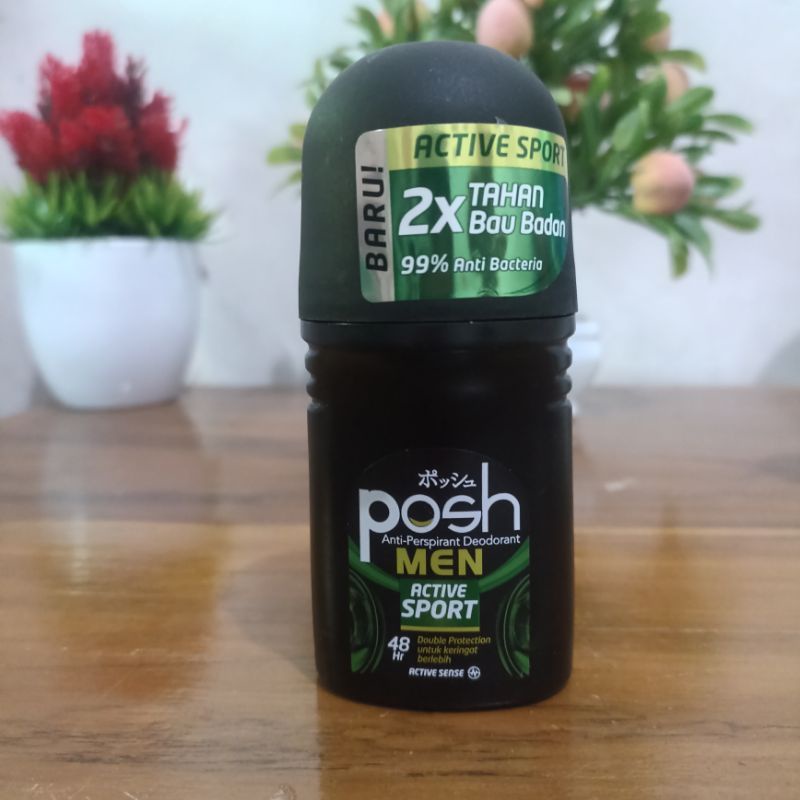 ACTIVE SPORT
BARU!
2x TAHAN
Bau Badan
99% Anti Bacteria
ポッシュ
posh
Anti-Perspirant Deodorant
MEN
ACTIVE
SPORT
48
Hr
Double Protection
untuk keringat
berlebih
ACTIVE SENSE